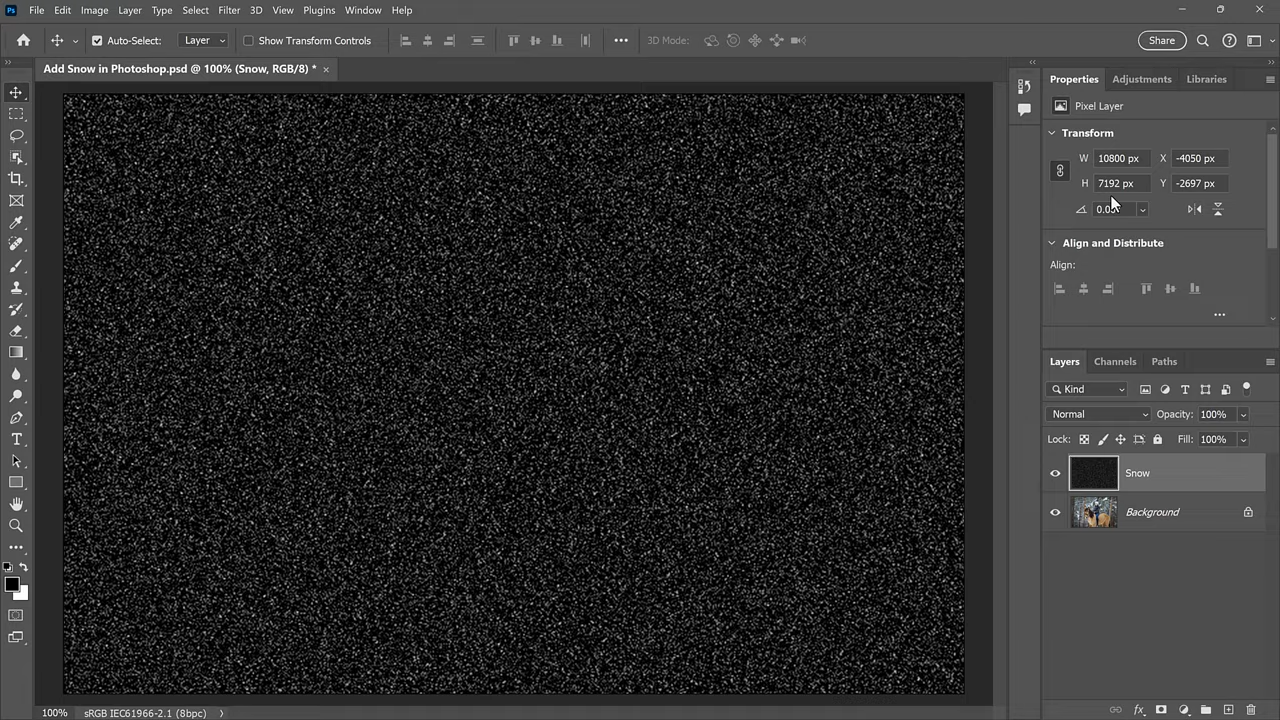 Ps File Edit Image Layer Type Select Filter 3D View Plugins Window Help
Auto-Select: Layer Show Transform Controls 3D Mode: Share
Add Snow in Photoshop.psd @ 100% (Snow, RGB/8) * ×
Properties Adjustments Libraries
Pixel Layer
Transform
W 10800 px X -4050 px
H 7192 px Y -2697 px
Align and Distribute
Align:
Layers Channels Paths
Kind
Normal Opacity: 100%
Lock: Fill: 100%
Snow
Background
100% sRGB IEC61966-2.1 (8bpc)